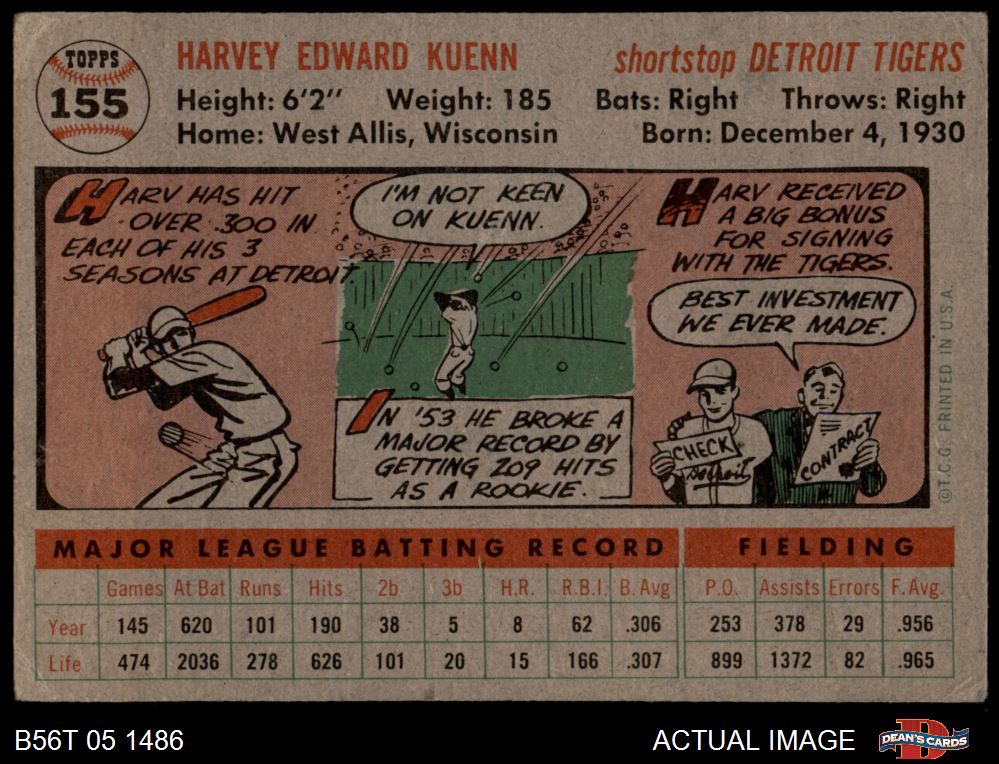 TOPPS
155
HARVEY EDWARD KUENN shortstop DETROIT TIGERS
Height: 6'2" Weight: 185 Bats: Right Throws: Right
Home: West Allis, Wisconsin Born: December 4, 1930
HARV HAS HIT
OVER .300 IN
EACH OF HIS 3
SEASONS AT DETROIT.
I'M NOT KEEN
ON KUENN.
IN '53 HE BROKE A
MAJOR RECORD BY
GETTING 209 HITS
AS A ROOKIE.
HARV RECEIVED
A BIG BONUS
FOR SIGNING
WITH THE TIGERS.
BEST INVESTMENT
WE EVER MADE.
CHECK
Detroit
CONTRACT
©T.C.G. PRINTED IN U.S.A.
MAJOR LEAGUE BATTING RECORD FIELDING
Games At Bat Runs Hits 2b 3b H.R. R.B.I. B. Avg P.O. Assists Errors F. Avg.
Year 145 620 101 190 38 5 8 62 .306 253 378 29 .956
Life 474 2036 278 626 101 20 15 166 .307 899 1372 82 .965
B56T 05 1486 ACTUAL IMAGE D DEAN'S CARDS